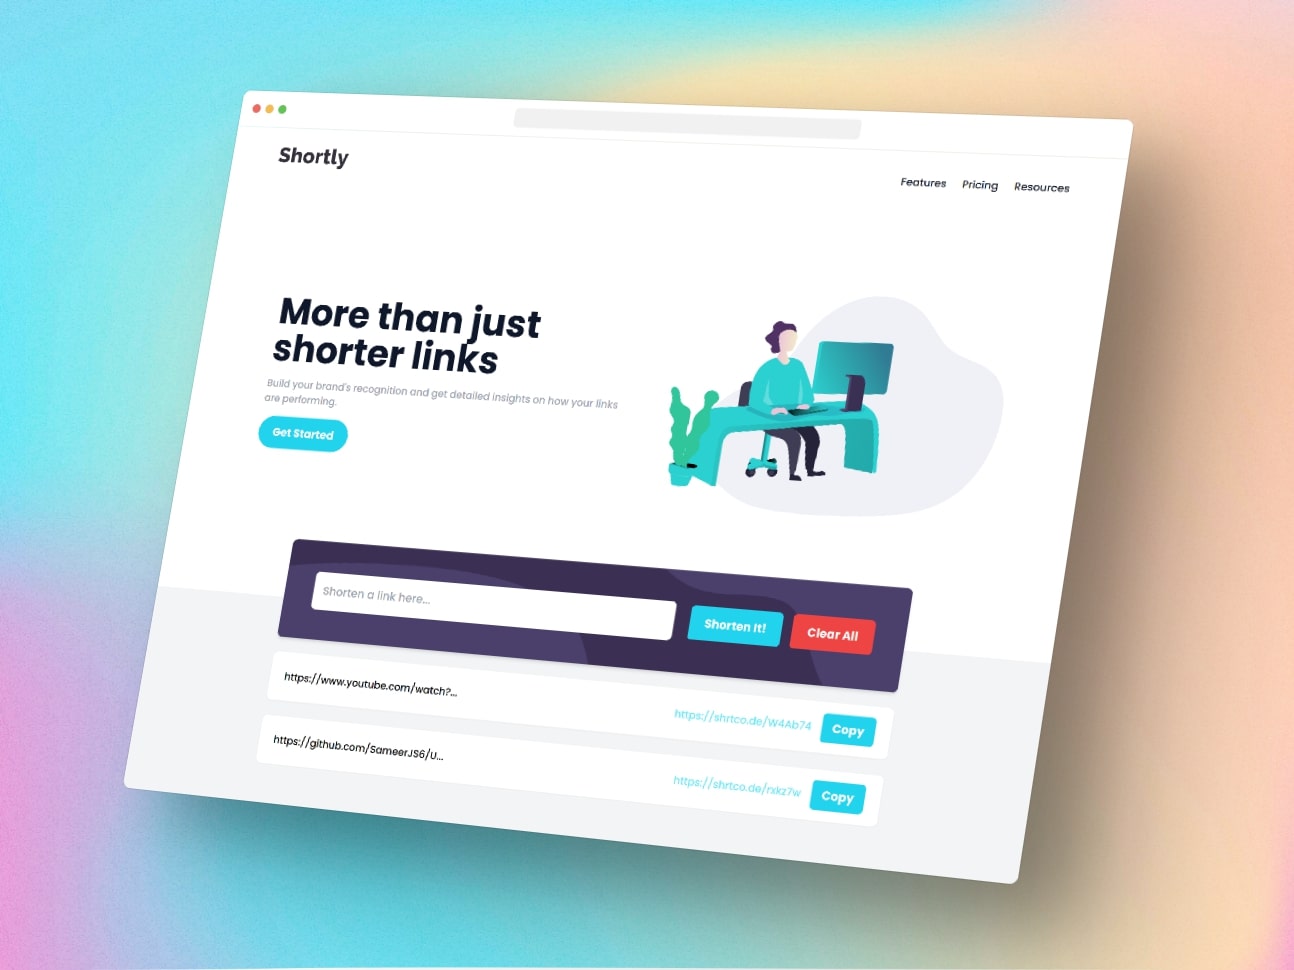 Shortly
Features Pricing Resources
More than just
shorter links
Build your brand's recognition and get detailed insights on how your links
are performing.
Get Started
Shorten a link here...
Shorten It!
Clear All
https://www.youtube.com/watch?...
https://shrtco.de/W4Ab74
Copy
https://github.com/SameerJS6/U...
https://shrtco.de/rxkz7w
Copy